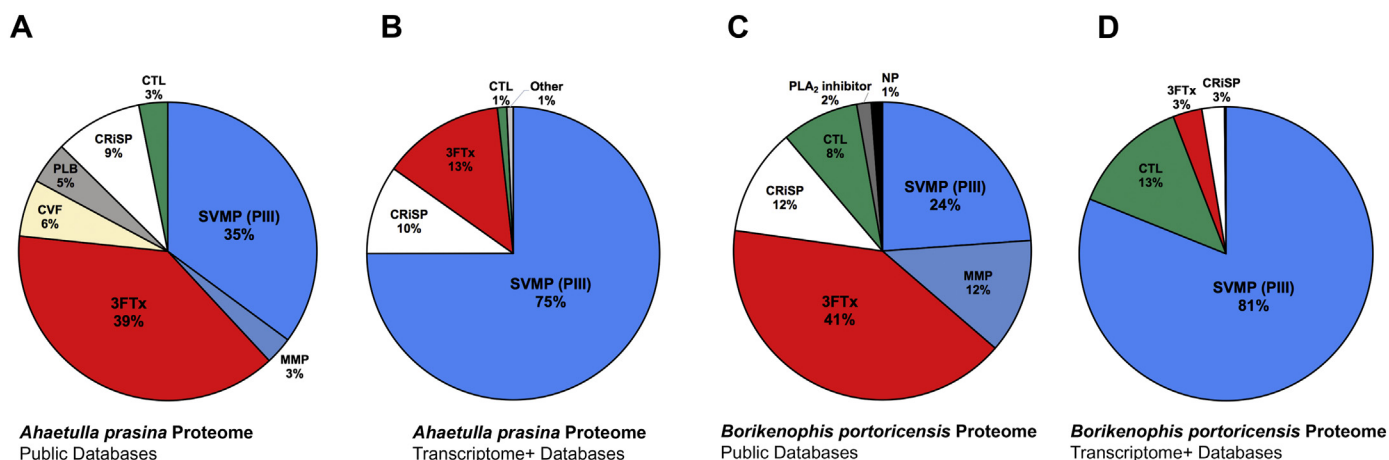 A
CTL
3%
CRiSP
9%
PLB
5%
CVF
6%
SVMP (PIII)
35%
3FTx
39%
MMP
3%
Ahaetulla prasina Proteome
Public Databases
B
CTL
1%
Other
1%
3FTx
13%
CRiSP
10%
SVMP (PIII)
75%
Ahaetulla prasina Proteome
Transcriptome+ Databases
C
PLA₂ inhibitor
2%
NP
1%
CTL
8%
CRiSP
12%
SVMP (PIII)
24%
MMP
12%
3FTx
41%
Borikenophis portoricensis Proteome
Public Databases
D
3FTx
3%
CRiSP
3%
CTL
13%
SVMP (PIII)
81%
Borikenophis portoricensis Proteome
Transcriptome+ Databases